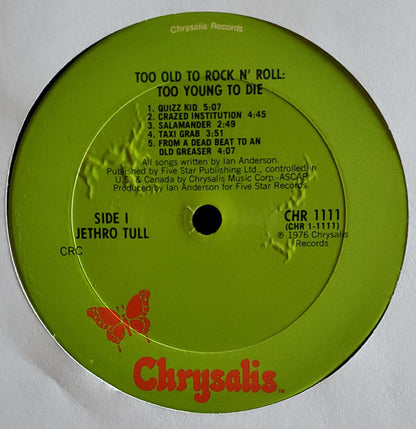 Chrysalis Records
TOO OLD TO ROCK N' ROLL:
TOO YOUNG TO DIE
1. QUIZZ KID 5:07
2. CRAZED INSTITUTION 4:45
3. SALAMANDER 2:49
4. TAXI GRAB 3:51
5. FROM A DEAD BEAT TO AN
OLD GREASER 4:07
All songs written by Ian Anderson.
Published by Five Star Publishing Ltd., controlled in
U.S. & Canada by Chrysalis Music Corp.-ASCAP
Produced by Ian Anderson for Five Star Records.
SIDE I
JETHRO TULL
CRC
CHR 1111
(CHR 1-1111)
℗ 1976 Chrysalis
Records
Chrysalis TM